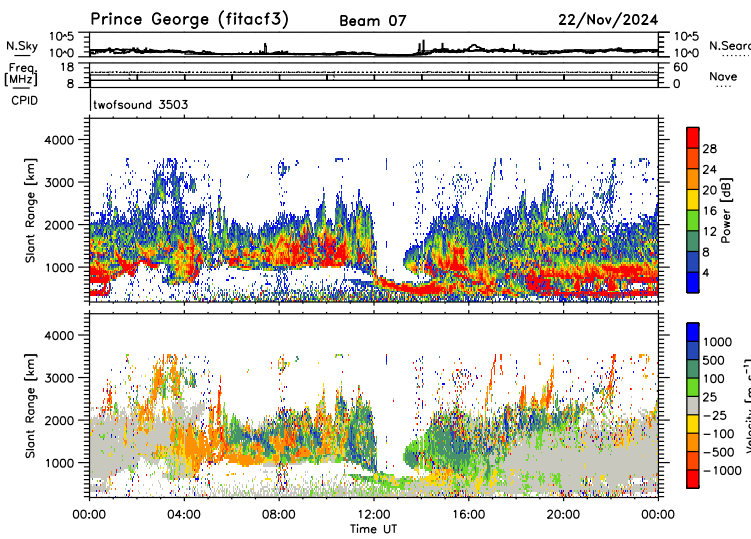 Prince George (fitacf3) Beam 07 22/Nov/2024
N.Sky 10^5 10^0 10^5 10^0
Freq [MHz] 18 8 60 0 Nave
CPID twofsound 3503
4000
3000
2000
1000
Slant Range [km]
28
24
20
16
12
8
4
Power [dB]
4000
3000
2000
1000
Slant Range [km]
1000
500
100
25
-25
-100
-500
-1000
00:00 04:00 08:00 12:00 16:00 20:00 00:00
Time UT